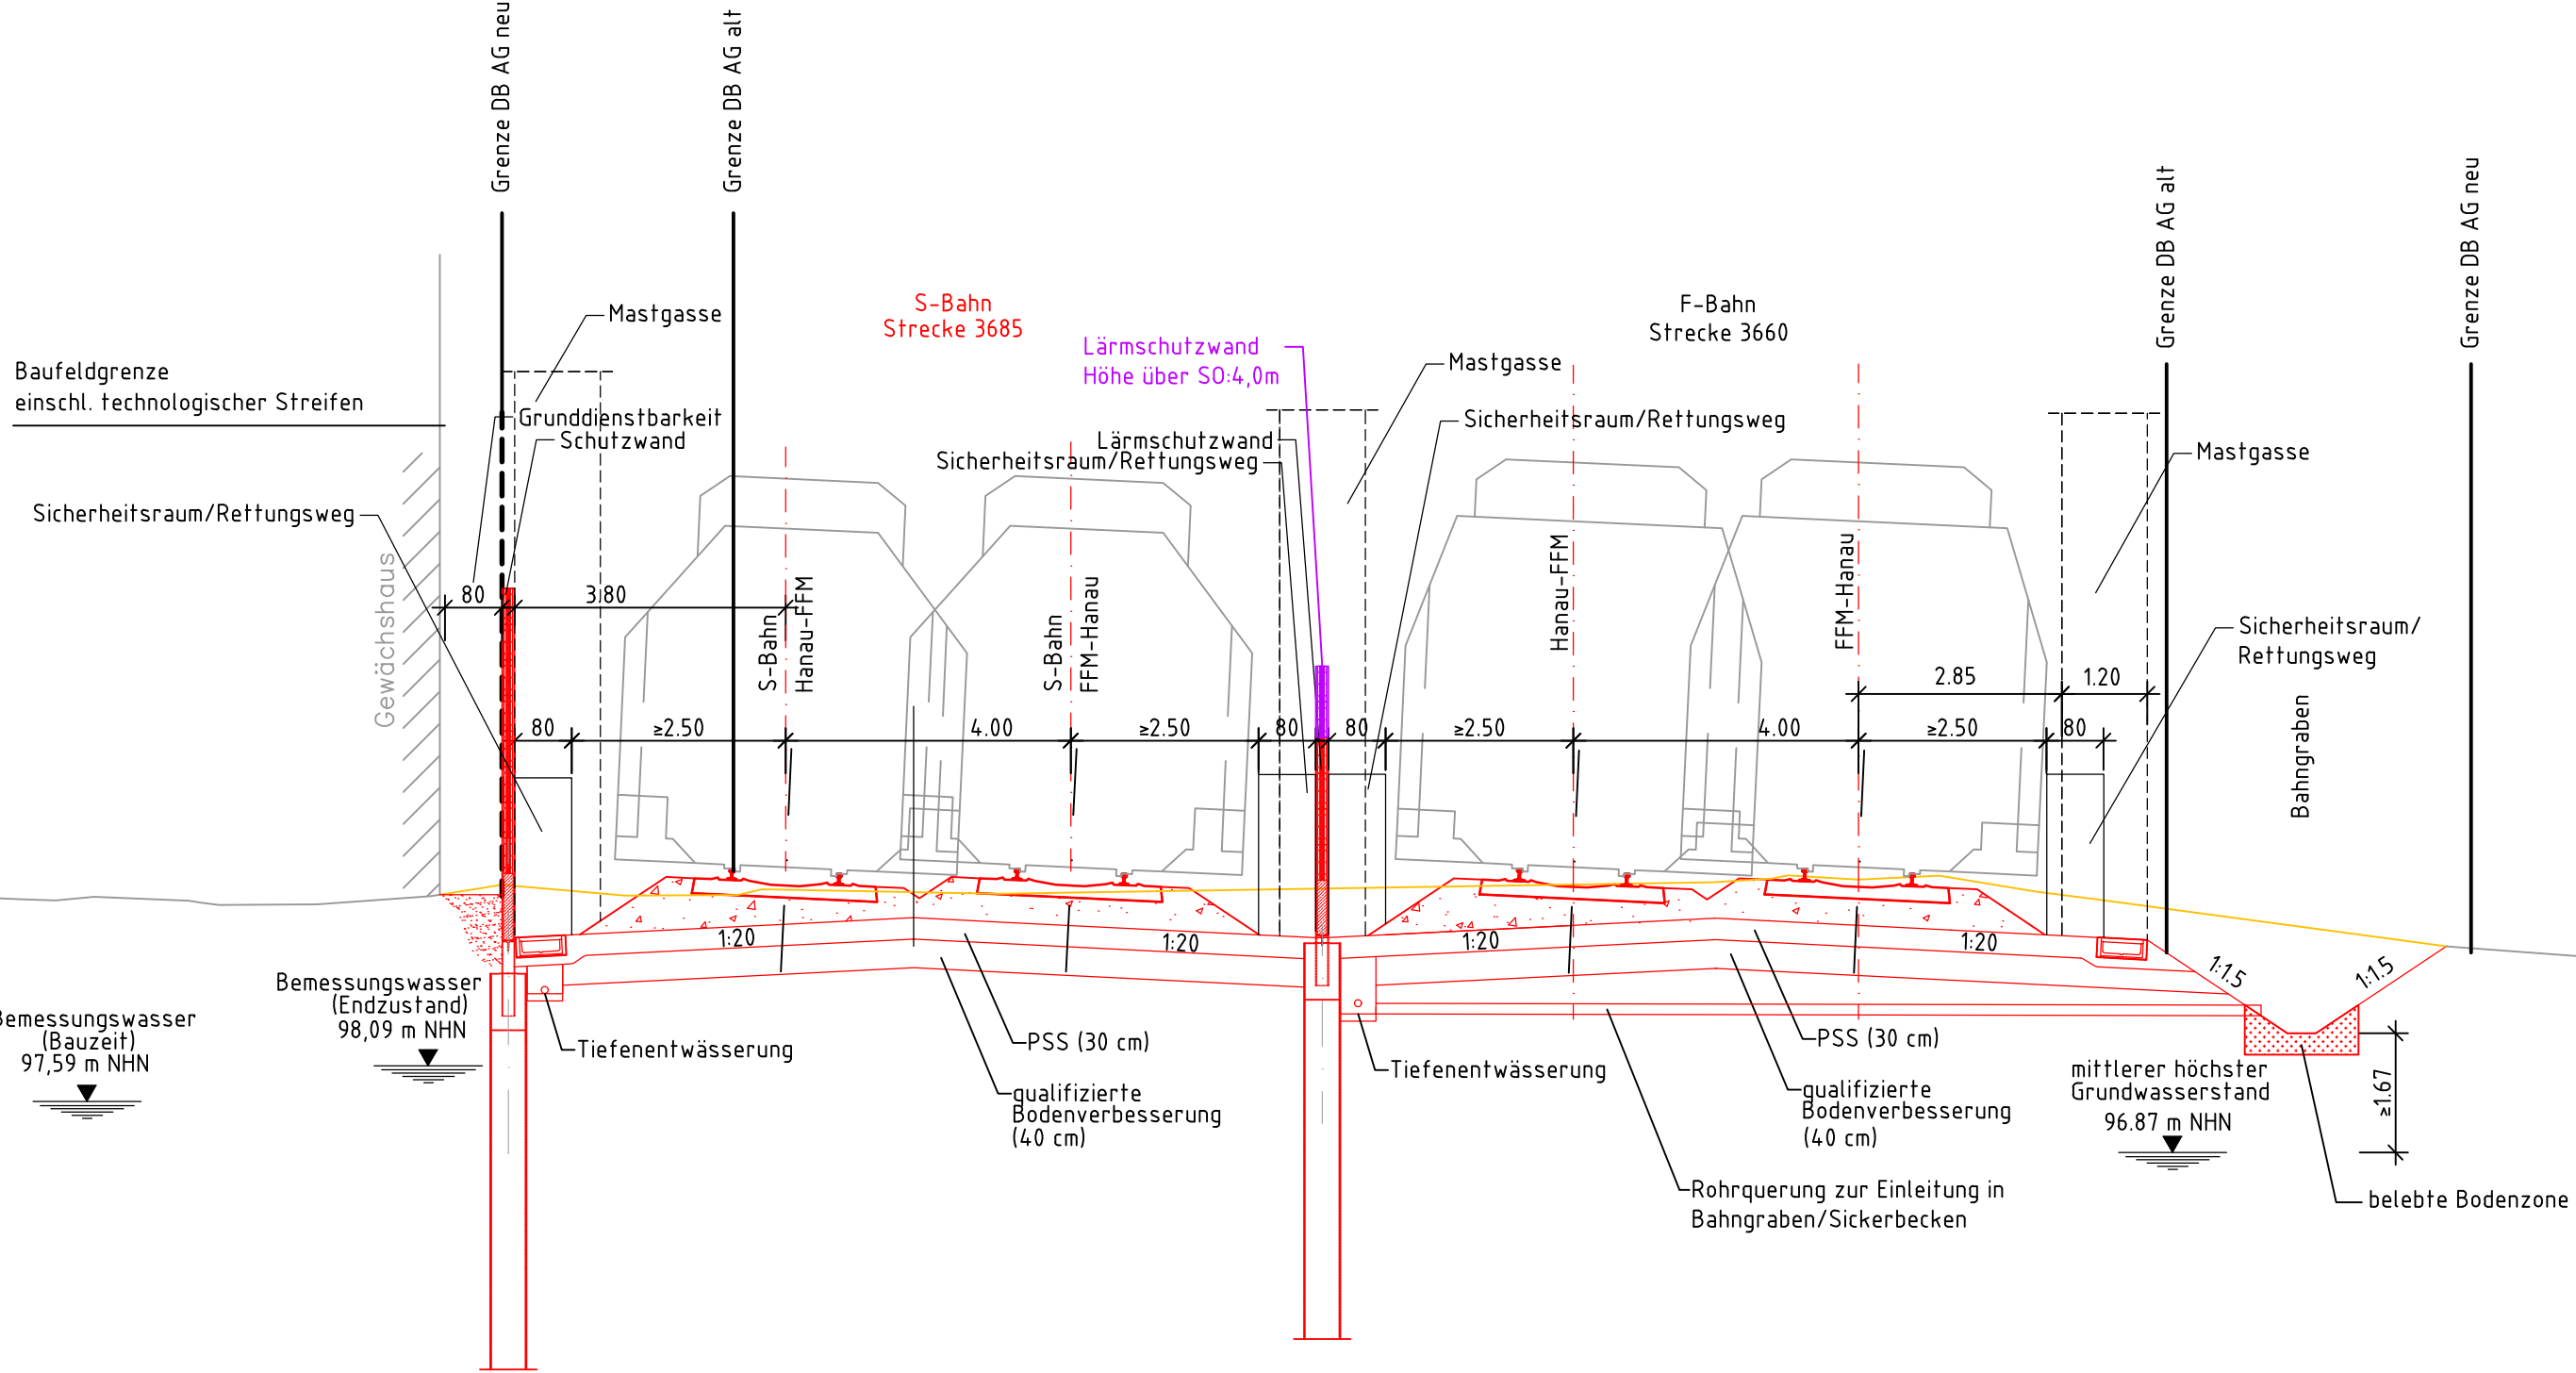 Grenze DB AG neu
Grenze DB AG alt
Grenze DB AG alt
Grenze DB AG neu
S-Bahn
Strecke 3685
F-Bahn
Strecke 3660
Mastgasse
Lärmschutzwand
Höhe über SO:4,0m
Mastgasse
Baufeldgrenze
einschl. technologischer Streifen
Grunddienstbarkeit
Schutzwand
Lärmschutzwand
Sicherheitsraum/Rettungsweg
Sicherheitsraum/Rettungsweg
Mastgasse
Sicherheitsraum/Rettungsweg
Gewächshaus
80
3.80
S-Bahn
Hanau-FFM
S-Bahn
FFM-Hanau
Hanau-FFM
FFM-Hanau
Sicherheitsraum/
Rettungsweg
2.85
1.20
Bahngraben
80
≥2.50
4.00
≥2.50
80
80
≥2.50
4.00
≥2.50
80
1:20
1:20
1:20
1:20
1:1.5
1:1.5
Bemessungswasser
(Endzustand)
98,09 m NHN
Bemessungswasser
(Bauzeit)
97,59 m NHN
Tiefenentwässerung
PSS (30 cm)
qualifizierte
Bodenverbesserung
(40 cm)
Tiefenentwässerung
PSS (30 cm)
qualifizierte
Bodenverbesserung
(40 cm)
mittlerer höchster
Grundwasserstand
96.87 m NHN
≥1.67
Rohrquerung zur Einleitung in
Bahngraben/Sickerbecken
belebte Bodenzone